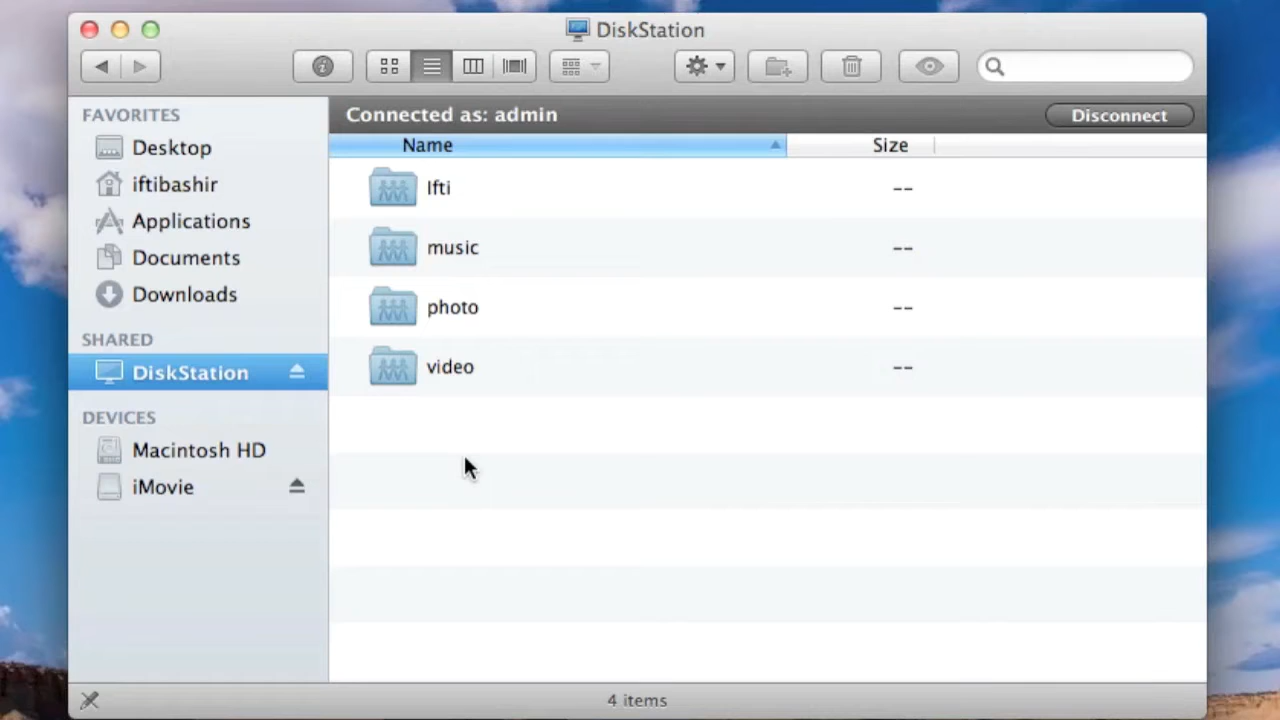 DiskStation
FAVORITES
Desktop
iftibashir
Applications
Documents
Downloads
SHARED
DiskStation
DEVICES
Macintosh HD
iMovie
Connected as: admin
Disconnect
Name Size
Ifti --
music --
photo --
video --
4 items